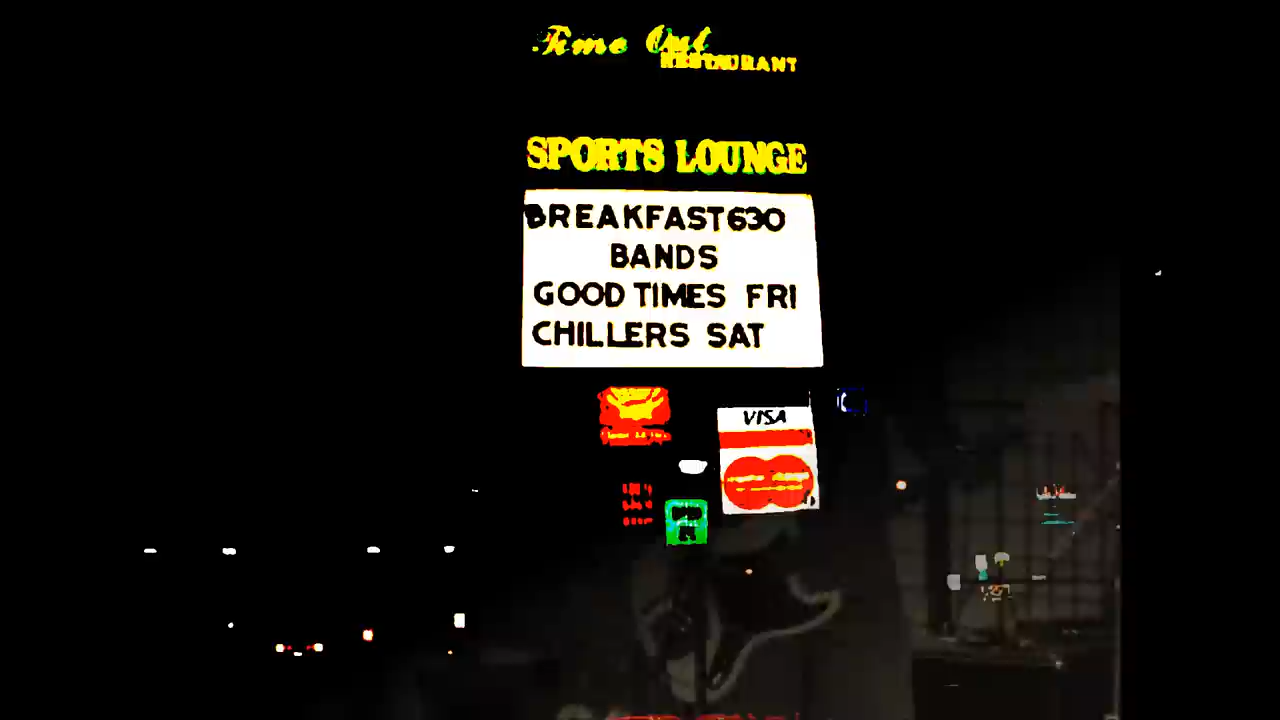 Time Out
RESTAURANT
SPORTS LOUNGE
BREAKFAST 630
BANDS
GOOD TIMES FRI
CHILLERS SAT
VISA